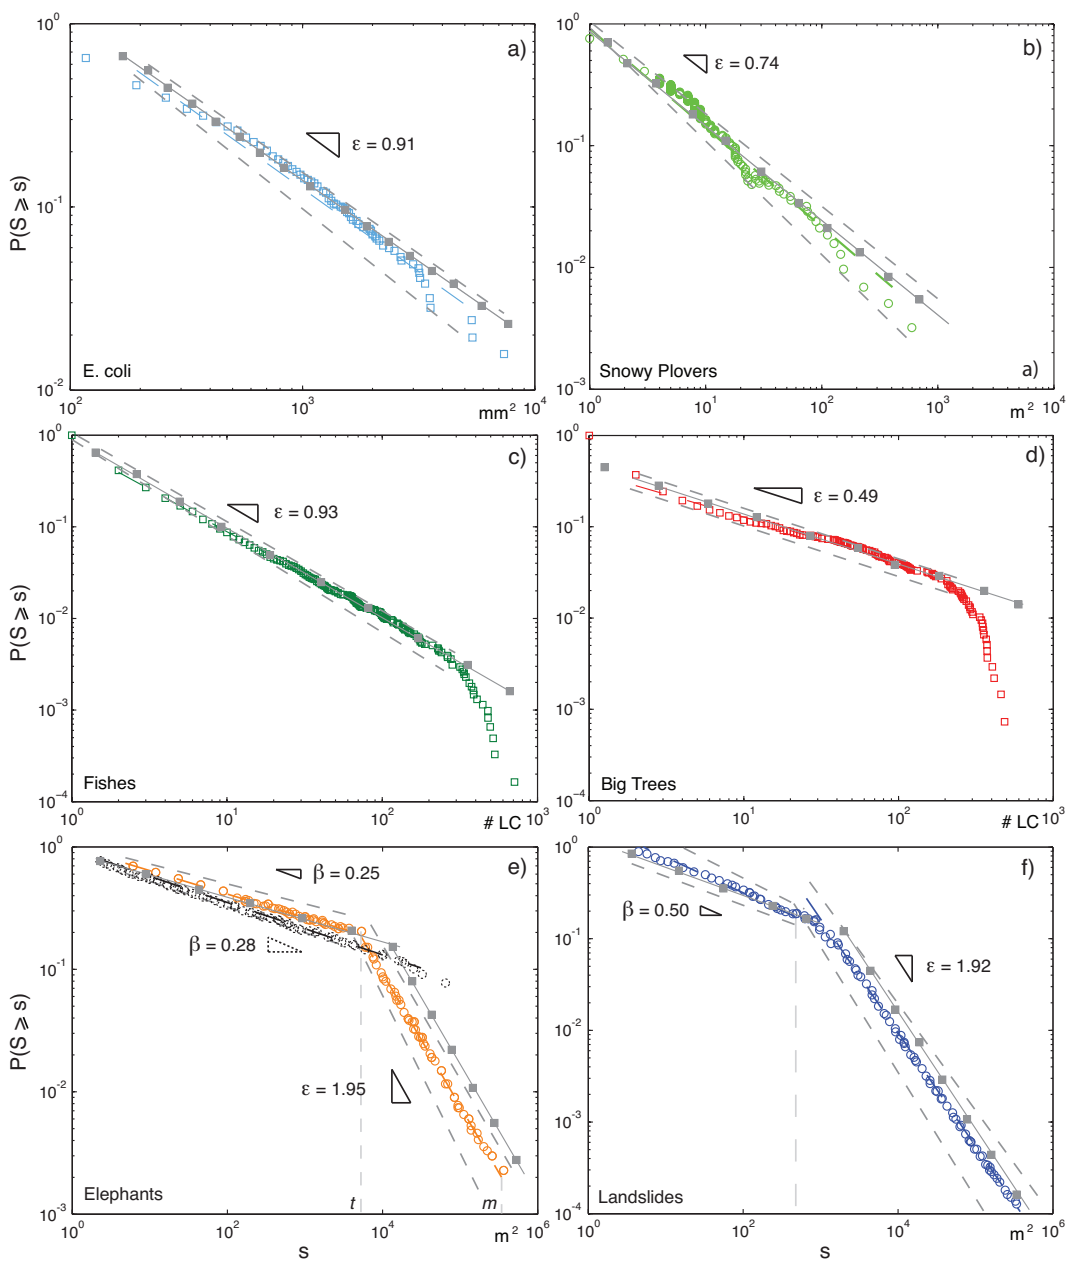 a)
10^0
ε = 0.91
P(S ⩾ s)
10^-1
E. coli
10^-2
10^2 10^3 mm^2 10^4
b)
10^0
ε = 0.74
10^-1
10^-2
Snowy Plovers
a)
10^-3
10^0 10^1 10^2 10^3 m^2 10^4
c)
10^0
ε = 0.93
10^-1
P(S ⩾ s)
10^-2
10^-3
Fishes
10^-4
10^0 10^1 10^2 # LC 10^3
d)
10^0
ε = 0.49
10^-1
10^-2
10^-3
Big Trees
10^-4
10^0 10^1 10^2 # LC 10^3
e)
10^0
β = 0.25
β = 0.28
10^-1
P(S ⩾ s)
10^-2
ε = 1.95
Elephants
t
m
10^-3
10^0 10^2 10^4 m^2 10^6
s
f)
10^0
β = 0.50
10^-1
ε = 1.92
10^-2
10^-3
Landslides
10^-4
10^0 10^2 10^4 m^2 10^6
s